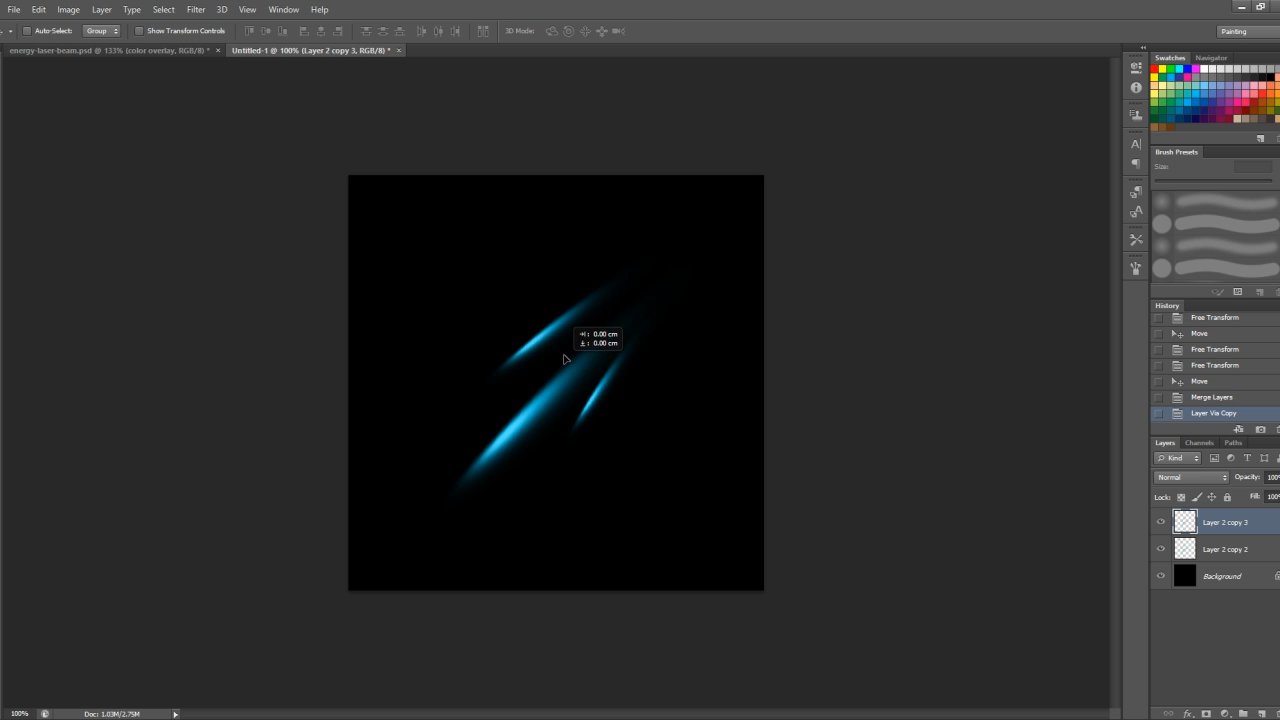 File Edit Image Layer Type Select Filter 3D View Window Help
Auto-Select: Group Show Transform Controls 3D Mode: Painting
energy-laser-beam.psd @ 133% (color overlay, RGB/8) * × Untitled-1 @ 100% (Layer 2 copy 3, RGB/8) * ×
Swatches Navigator
Brush Presets
Size:
History
Free Transform
Move
Free Transform
Free Transform
Move
Merge Layers
Layer Via Copy
: 0.00 cm
: 0.00 cm
Layers Channels Paths
Kind
Normal Opacity: 100%
Lock: Fill: 100%
Layer 2 copy 3
Layer 2 copy 2
Background
100% Doc: 1.03M/2.75M